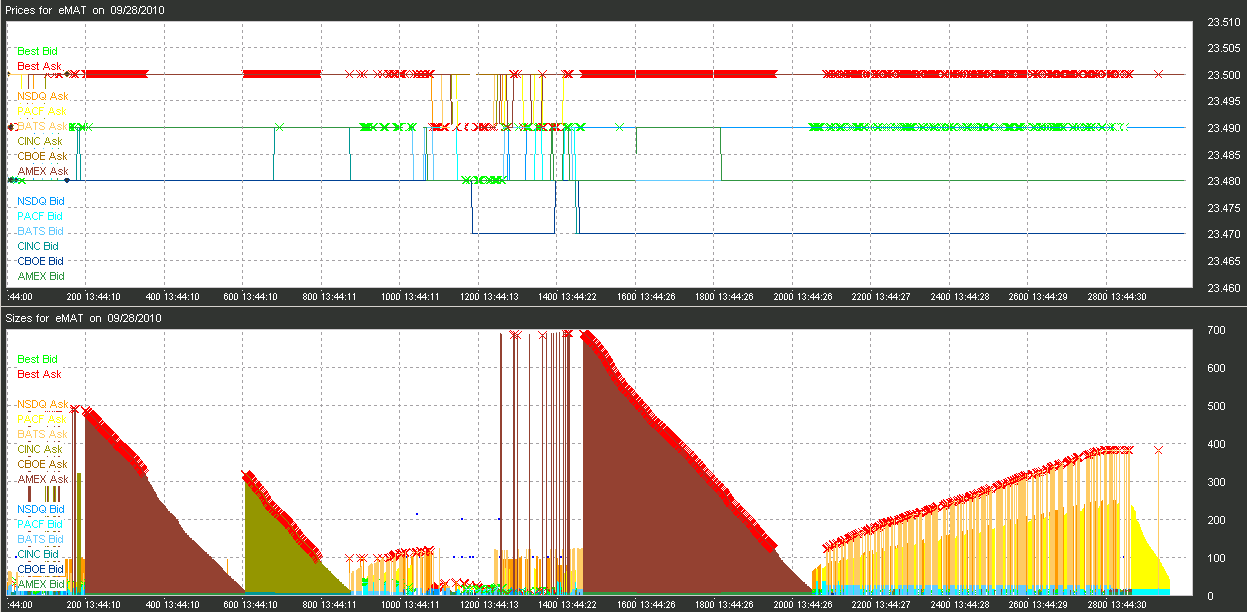 Prices for eMAT on 09/28/2010
23.510
Best Bid
23.505
Best Ask
23.500
NSDQ Ask
23.495
PACF Ask
BATS Ask
23.490
CINC Ask
CBOE Ask
23.485
AMEX Ask
23.480
NSDQ Bid
23.475
PACF Bid
BATS Bid
23.470
CINC Bid
CBOE Bid
23.465
AMEX Bid
23.460
:44:00 200 13:44:10 400 13:44:10 600 13:44:10 800 13:44:11 1000 13:44:11 1200 13:44:13 1400 13:44:22 1600 13:44:26 1800 13:44:26 2000 13:44:26 2200 13:44:27 2400 13:44:28 2600 13:44:29 2800 13:44:30
Sizes for eMAT on 09/28/2010
700
Best Bid
600
Best Ask
500
NSDQ Ask
PACF Ask
BATS Ask
400
CINC Ask
CBOE Ask
AMEX Ask
300
NSDQ Bid
PACF Bid
200
BATS Bid
CINC Bid
100
CBOE Bid
AMEX Bid
0
:44:00 200 13:44:10 400 13:44:10 600 13:44:10 800 13:44:11 1000 13:44:11 1200 13:44:13 1400 13:44:22 1600 13:44:26 1800 13:44:26 2000 13:44:26 2200 13:44:27 2400 13:44:28 2600 13:44:29 2800 13:44:30